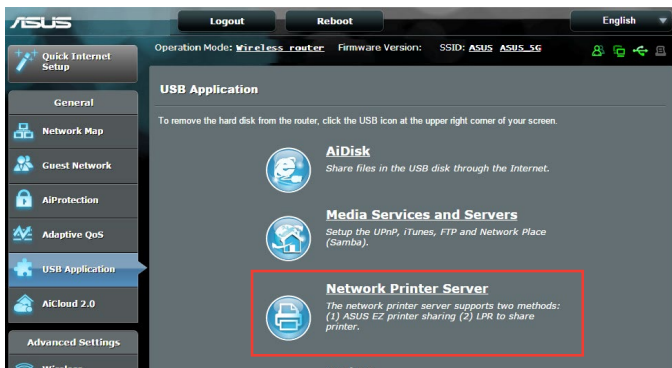 ASUS
Logout
Reboot
English
Quick Internet
Setup
Operation Mode: Wireless router Firmware Version: SSID: ASUS ASUS_5G
General
Network Map
Guest Network
AiProtection
Adaptive QoS
USB Application
AiCloud 2.0
Advanced Settings
Wireless
USB Application
To remove the hard disk from the router, click the USB icon at the upper right corner of your screen.
AiDisk
Share files in the USB disk through the Internet.
Media Services and Servers
Setup the UPnP, iTunes, FTP and Network Place
(Samba).
Network Printer Server
The network printer server supports two methods:
(1) ASUS EZ printer sharing (2) LPR to share
printer.